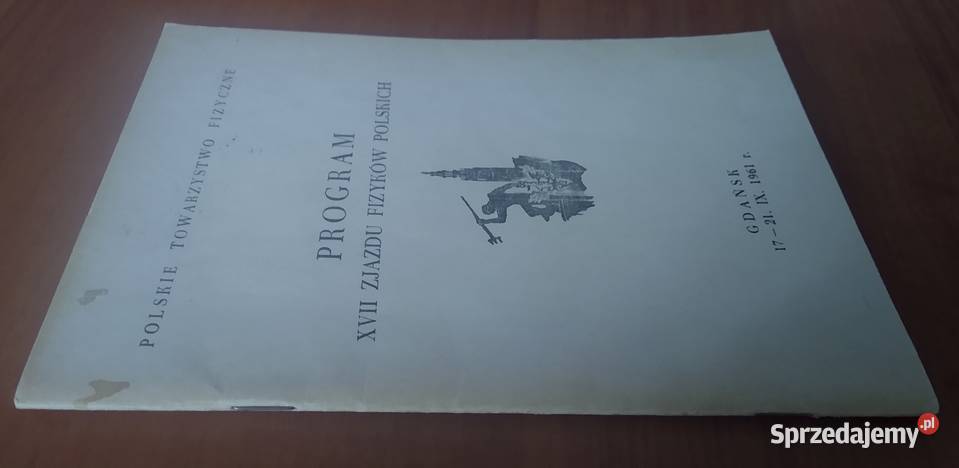 POLSKIE TOWARZYSTWO FIZYCZNE
PROGRAM
XVII ZJAZDU FIZYKÓW POLSKICH
GDAŃSK
17 — 21. IX. 1961 r.
Sprzedajemy.pl